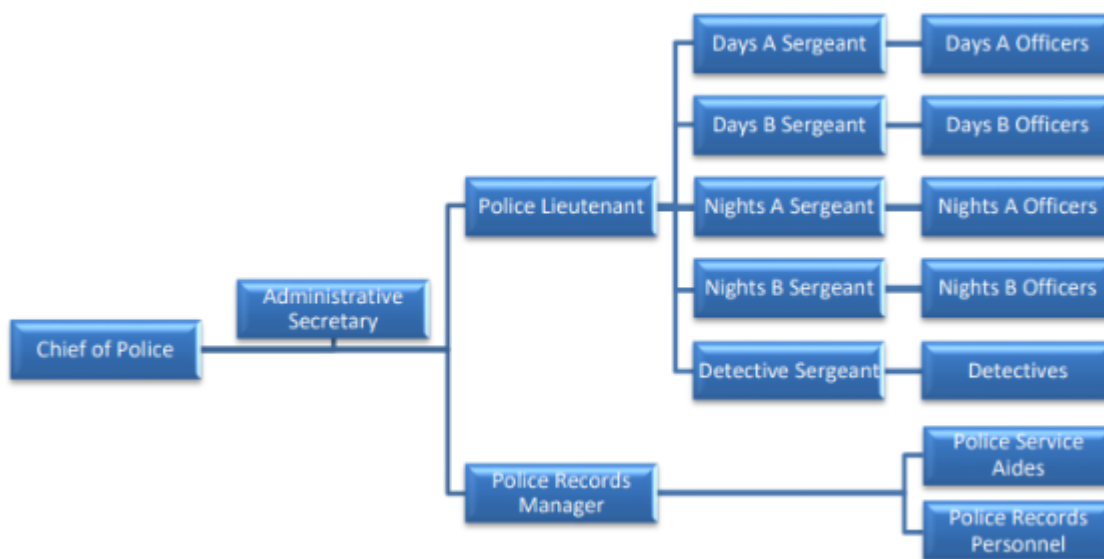 Days A Sergeant
Days A Officers
Days B Sergeant
Days B Officers
Police Lieutenant
Nights A Sergeant
Nights A Officers
Administrative
Secretary
Nights B Sergeant
Nights B Officers
Chief of Police
Detective Sergeant
Detectives
Police Records
Manager
Police Service
Aides
Police Records
Personnel